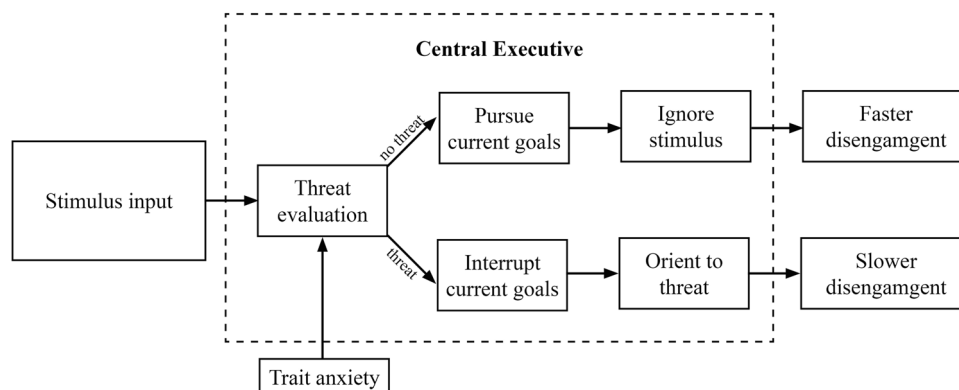 Central Executive
Stimulus input
Threat
evaluation
no threat
Pursue
current goals
Ignore
stimulus
Faster
disengamgent
threat
Interrupt
current goals
Orient to
threat
Slower
disengamgent
Trait anxiety